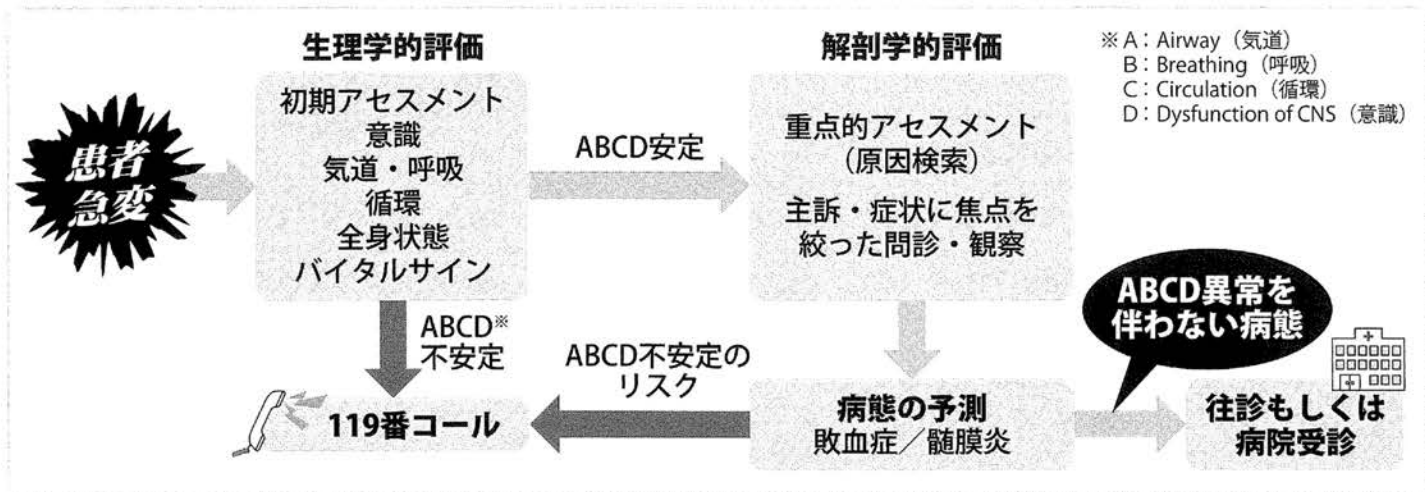 患者
急変
生理学的評価
初期アセスメント
意識
気道・呼吸
循環
全身状態
バイタルサイン
ABCD安定
解剖学的評価
重点的アセスメント
（原因検索）
主訴・症状に焦点を
絞った問診・観察
※A：Airway（気道）
B：Breathing（呼吸）
C：Circulation（循環）
D：Dysfunction of CNS（意識）
ABCD※
不安定
119番コール
ABCD不安定の
リスク
病態の予測
敗血症／髄膜炎
ABCD異常を
伴わない病態
往診もしくは
病院受診